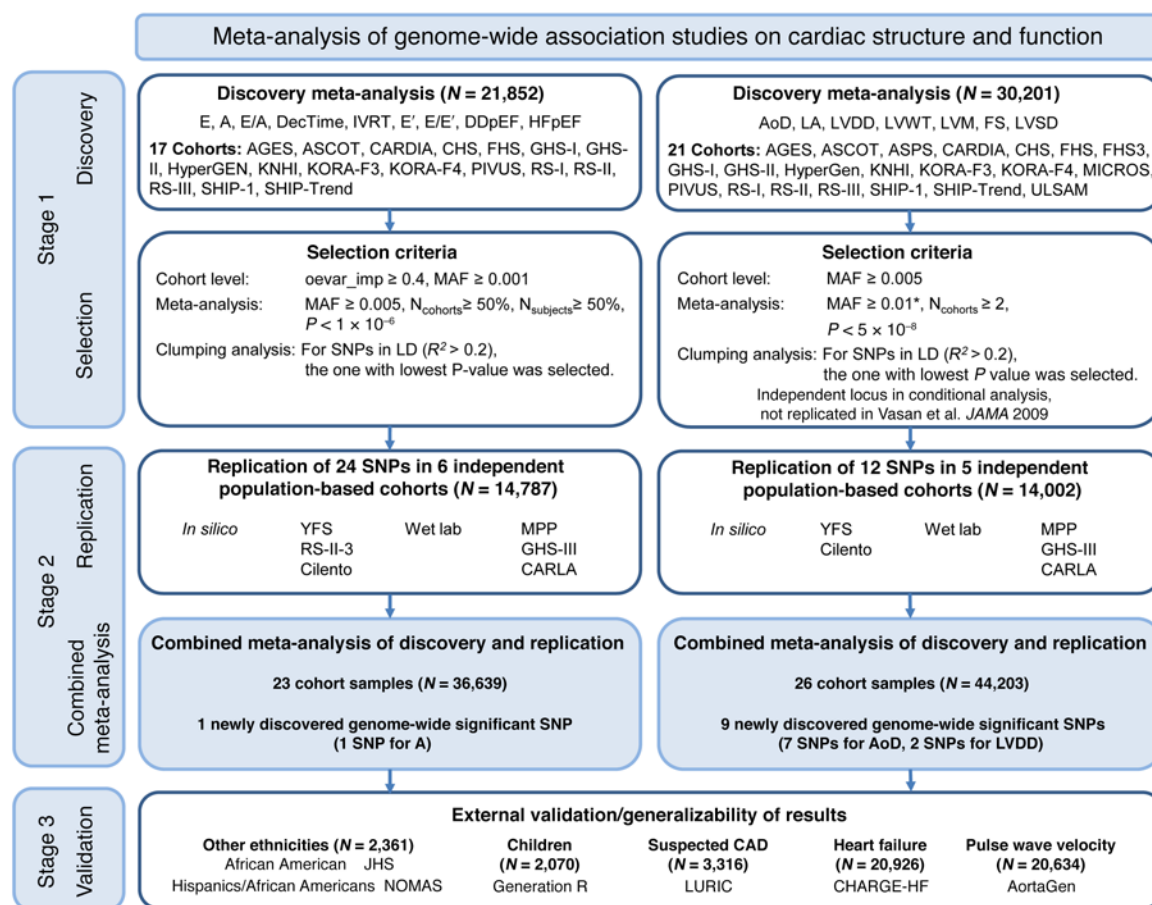 Meta-analysis of genome-wide association studies on cardiac structure and function
Stage 1
Discovery
Selection
Discovery meta-analysis (N = 21,852)
E, A, E/A, DecTime, IVRT, E′, E/E′, DDpEF, HFpEF
17 Cohorts: AGES, ASCOT, CARDIA, CHS, FHS, GHS-I, GHS-
II, HyperGEN, KNHI, KORA-F3, KORA-F4, PIVUS, RS-I, RS-II,
RS-III, SHIP-1, SHIP-Trend
Discovery meta-analysis (N = 30,201)
AoD, LA, LVDD, LVWT, LVM, FS, LVSD
21 Cohorts: AGES, ASCOT, ASPS, CARDIA, CHS, FHS, FHS3,
GHS-I, GHS-II, HyperGen, KNHI, KORA-F3, KORA-F4, MICROS,
PIVUS, RS-I, RS-II, RS-III, SHIP-1, SHIP-Trend, ULSAM
Selection criteria
Cohort level: oevar_imp ≥ 0.4, MAF ≥ 0.001
Meta-analysis: MAF ≥ 0.005, Ncohorts≥ 50%, Nsubjects≥ 50%,
P < 1 × 10⁻⁶
Clumping analysis: For SNPs in LD (R² > 0.2),
the one with lowest P-value was selected.
Selection criteria
Cohort level: MAF ≥ 0.005
Meta-analysis: MAF ≥ 0.01*, Ncohorts ≥ 2,
P < 5 × 10⁻⁸
Clumping analysis: For SNPs in LD (R² > 0.2),
the one with lowest P value was selected.
Independent locus in conditional analysis,
not replicated in Vasan et al. JAMA 2009
Stage 2
Replication
Combined
meta-analysis
Replication of 24 SNPs in 6 independent
population-based cohorts (N = 14,787)
In silico YFS Wet lab MPP
RS-II-3 GHS-III
Cilento CARLA
Replication of 12 SNPs in 5 independent
population-based cohorts (N = 14,002)
In silico YFS Wet lab MPP
Cilento GHS-III
CARLA
Combined meta-analysis of discovery and replication
23 cohort samples (N = 36,639)
1 newly discovered genome-wide significant SNP
(1 SNP for A)
Combined meta-analysis of discovery and replication
26 cohort samples (N = 44,203)
9 newly discovered genome-wide significant SNPs
(7 SNPs for AoD, 2 SNPs for LVDD)
Stage 3
Validation
External validation/generalizability of results
Other ethnicities (N = 2,361) Children Suspected CAD Heart failure Pulse wave velocity
African American JHS (N = 2,070) (N = 3,316) (N = 20,926) (N = 20,634)
Hispanics/African Americans NOMAS Generation R LURIC CHARGE-HF AortaGen